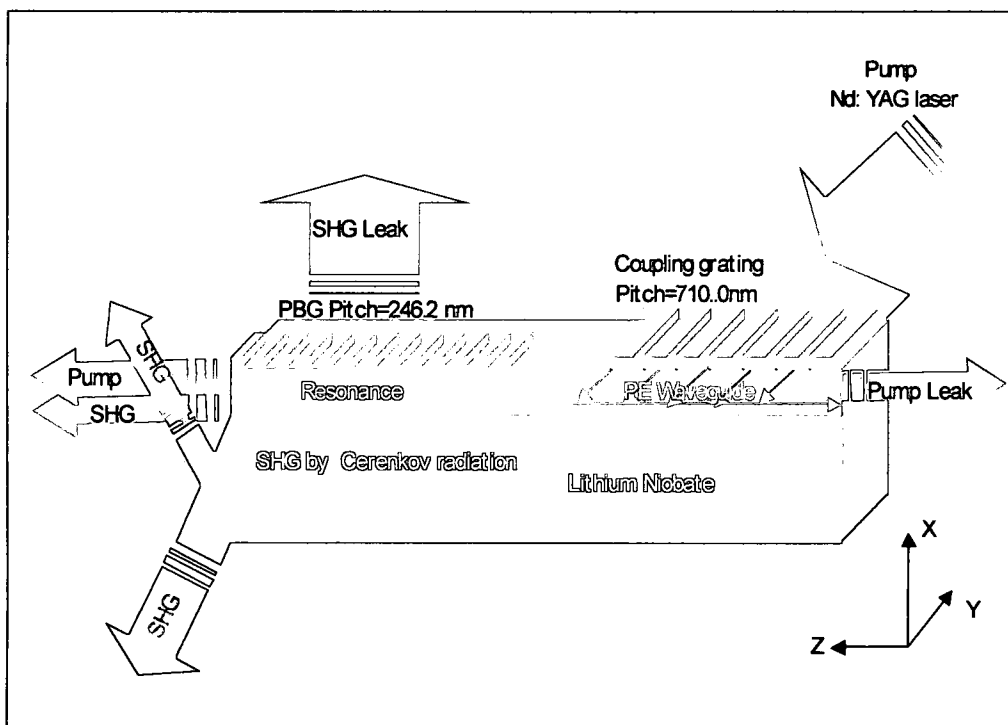 Pump
Nd: YAG laser
SHG Leak
Coupling grating
Pitch=710..0nm
PBG Pitch=246.2 nm
SHG
Pump
SHG
Resonance
PE Waveguide
Pump Leak
SHG by Cerenkov radiation
Lithium Niobate
SHG
X
Y
Z